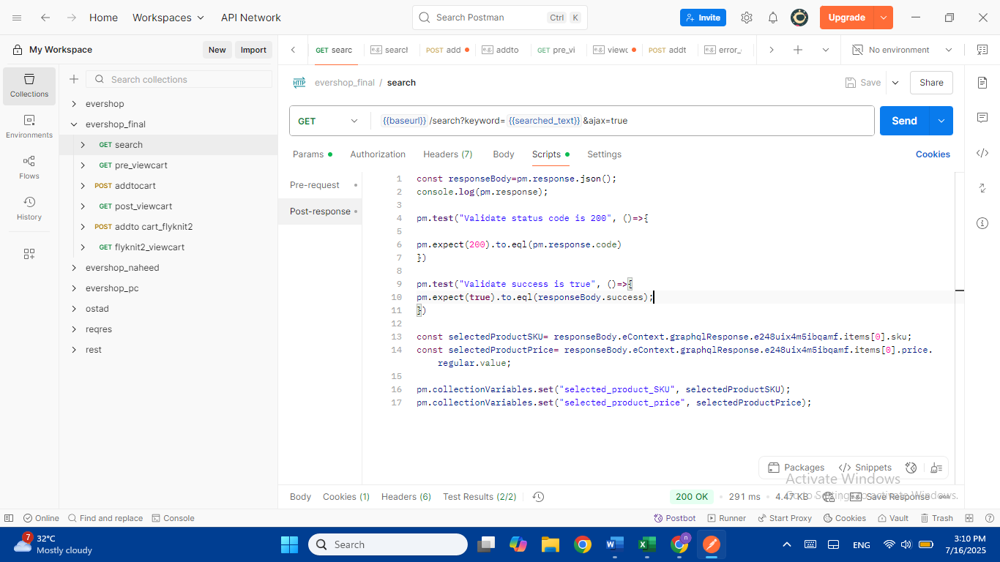 Home Workspaces API Network Search Postman Ctrl K Invite Upgrade
My Workspace New Import
GET searc e.g. search POST add e.g. addto GET pre_vi e.g. viewc POST addt e.g. error_ No environment
Collections
Environments
Flows
History
Search collections
evershop
evershop_final
GET search
GET pre_viewcart
POST addtocart
GET post_viewcart
POST addto cart_flyknit2
GET flyknit2_viewcart
evershop_naheed
evershop_pc
ostad
reqres
rest
HTTP evershop_final / search Save Share
GET {{baseurl}} /search?keyword= {{searched_text}} &ajax=true Send
Params Authorization Headers (7) Body Scripts Settings Cookies
Pre-request
Post-response
1 const responseBody=pm.response.json();
2 console.log(pm.response);
3
4 pm.test("Validate status code is 200", ()=>{
5
6 pm.expect(200).to.eql(pm.response.code)
7 })
8
9 pm.test("Validate success is true", ()=>{
10 pm.expect(true).to.eql(responseBody.success);
11 })
12
13 const selectedProductSKU= responseBody.eContext.graphqlResponse.e248uix4m5ibqamf.items[0].sku;
14 const selectedProductPrice= responseBody.eContext.graphqlResponse.e248uix4m5ibqamf.items[0].price.
regular.value;
15
16 pm.collectionVariables.set("selected_product_SKU", selectedProductSKU);
17 pm.collectionVariables.set("selected_product_price", selectedProductPrice);
Packages Snippets
Activate Windows
Go to Settings to activate Windows.
Body Cookies (1) Headers (6) Test Results (2/2) 200 OK 291 ms 4.47 KB e.g. Save Response
Online Find and replace Console Postbot Runner Start Proxy Cookies Vault Trash
7 32°C
Mostly cloudy
Search
n
ENG
3:10 PM
7/16/2025